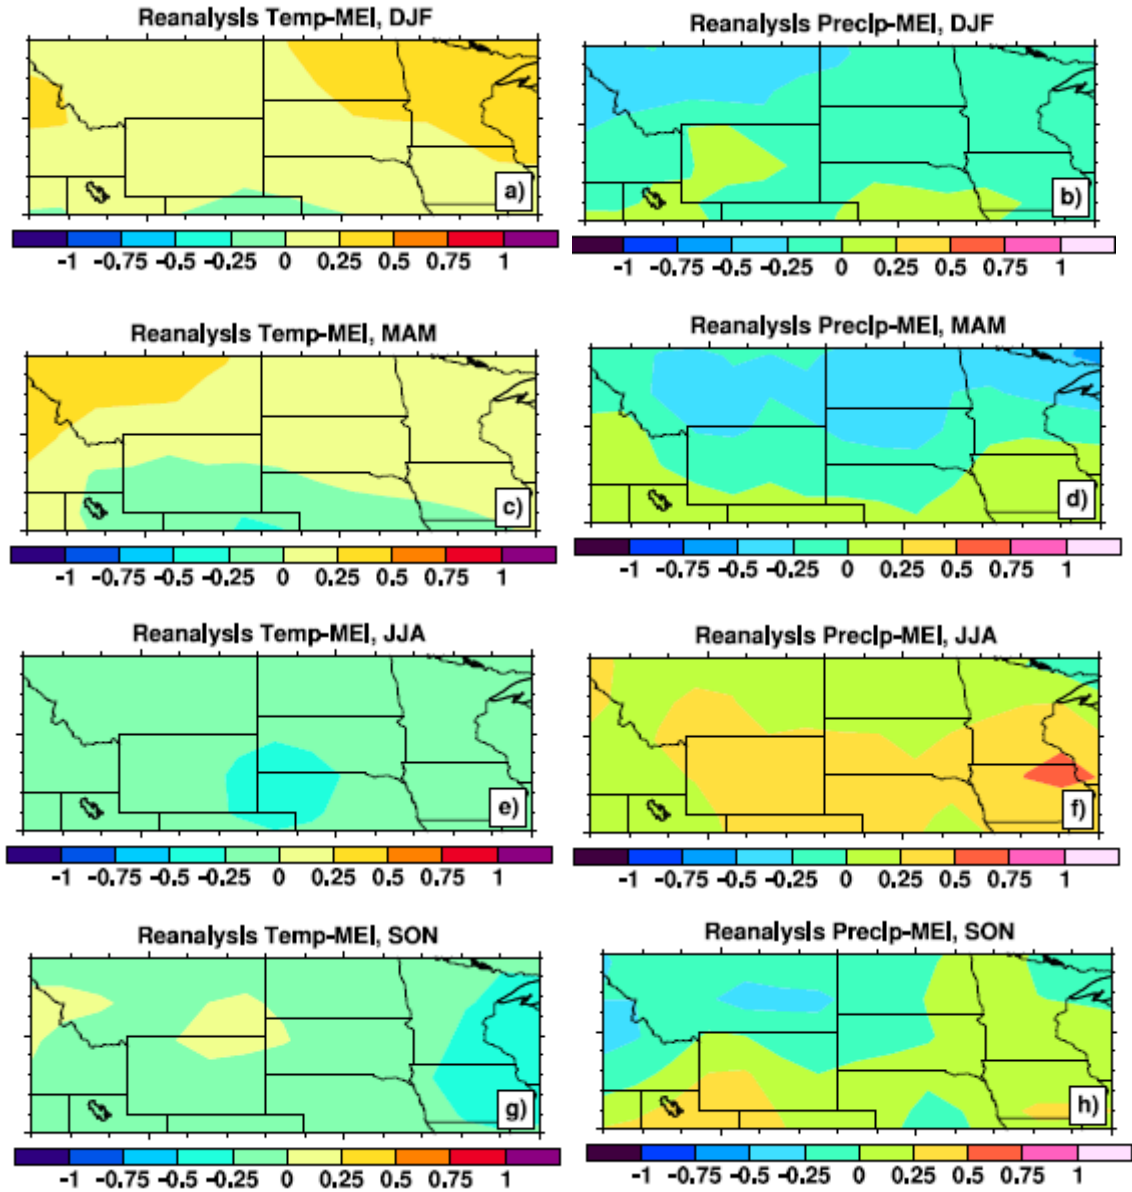 Reanalysis Temp-MEI, DJF
Reanalysis Precip-MEI, DJF
a)
b)
-1 -0.75 -0.5 -0.25 0 0.25 0.5 0.75 1
-1 -0.75 -0.5 -0.25 0 0.25 0.5 0.75 1
Reanalysis Temp-MEI, MAM
Reanalysis Precip-MEI, MAM
c)
d)
-1 -0.75 -0.5 -0.25 0 0.25 0.5 0.75 1
-1 -0.75 -0.5 -0.25 0 0.25 0.5 0.75 1
Reanalysis Temp-MEI, JJA
Reanalysis Precip-MEI, JJA
e)
f)
-1 -0.75 -0.5 -0.25 0 0.25 0.5 0.75 1
-1 -0.75 -0.5 -0.25 0 0.25 0.5 0.75 1
Reanalysis Temp-MEI, SON
Reanalysis Precip-MEI, SON
g)
h)
-1 -0.75 -0.5 -0.25 0 0.25 0.5 0.75 1
-1 -0.75 -0.5 -0.25 0 0.25 0.5 0.75 1